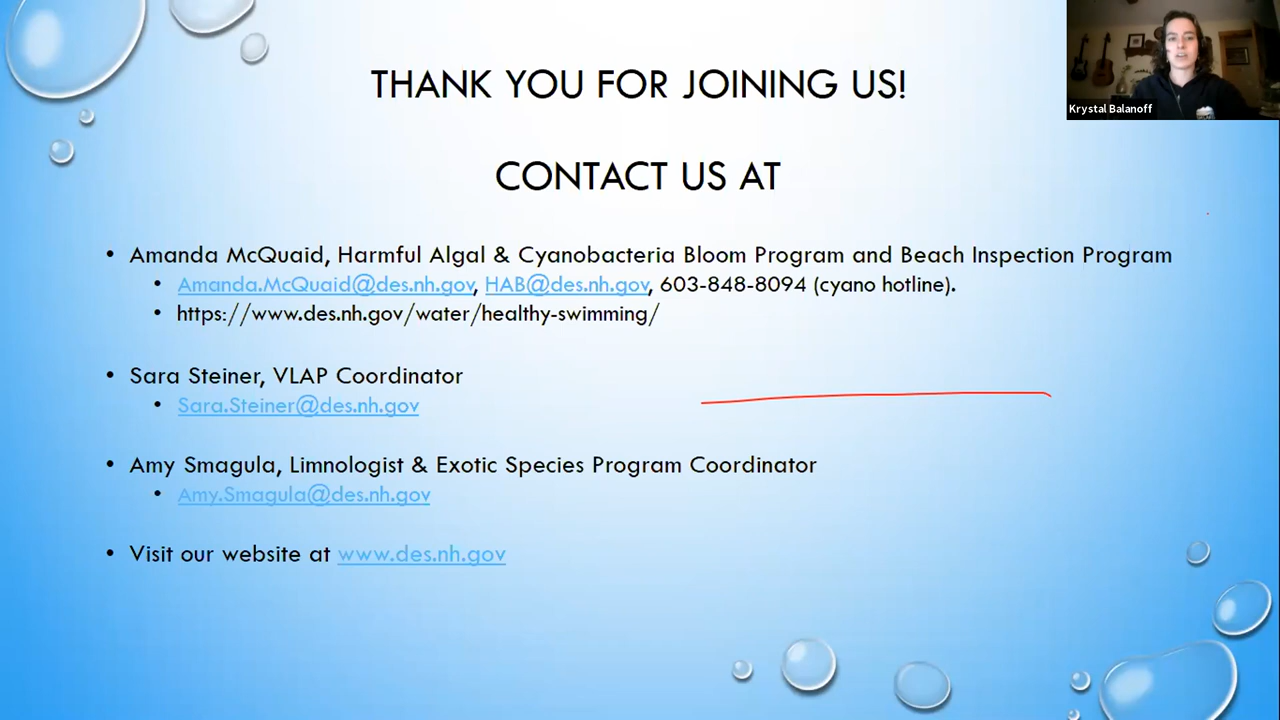 Krystal Balanoff
THANK YOU FOR JOINING US!
CONTACT US AT
• Amanda McQuaid, Harmful Algal & Cyanobacteria Bloom Program and Beach Inspection Program
• Amanda.McQuaid@des.nh.gov, HAB@des.nh.gov, 603-848-8094 (cyano hotline).
• https://www.des.nh.gov/water/healthy-swimming/
• Sara Steiner, VLAP Coordinator
• Sara.Steiner@des.nh.gov
• Amy Smagula, Limnologist & Exotic Species Program Coordinator
• Amy.Smagula@des.nh.gov
• Visit our website at www.des.nh.gov